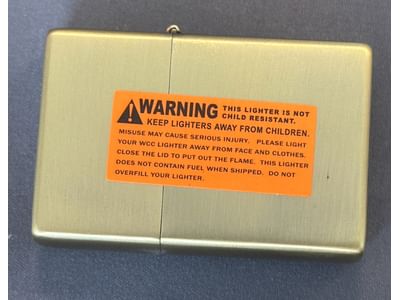 WARNING THIS LIGHTER IS NOT
CHILD RESISTANT.
KEEP LIGHTERS AWAY FROM CHILDREN.
MISUSE MAY CAUSE SERIOUS INJURY. PLEASE LIGHT
YOUR WCC LIGHTER AWAY FROM FACE AND CLOTHES.
CLOSE THE LID TO PUT OUT THE FLAME. THIS LIGHTER
DOES NOT CONTAIN FUEL WHEN SHIPPED. DO NOT
OVERFILL YOUR LIGHTER.